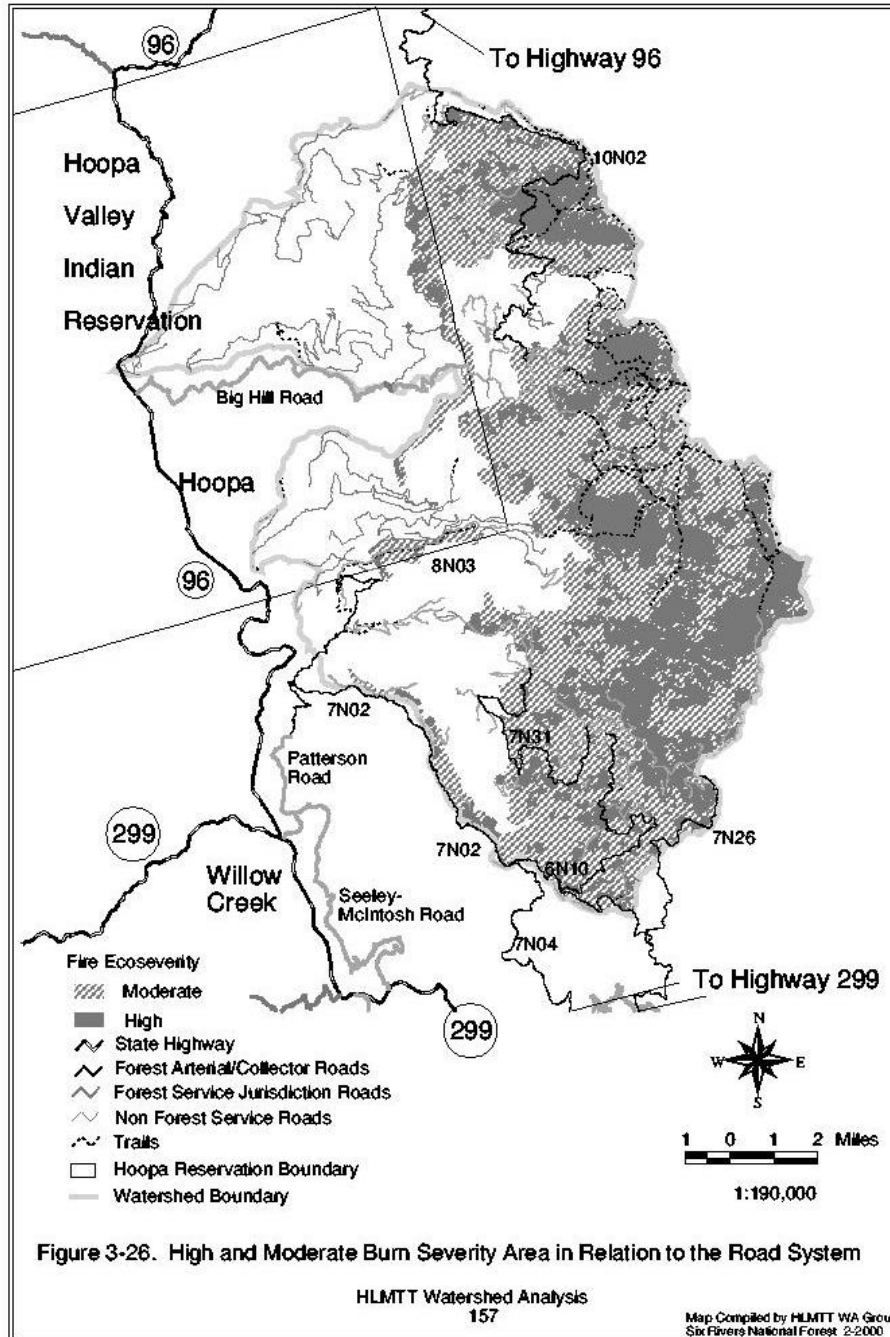 96
To Highway 96
10N02
Hoopa
Valley
Indian
Reservation
Big Hill Road
Hoopa
96
8N03
7N02
7N31
Patterson
Road
299
7N02
6N10
7N26
Willow
Creek
Seeley-
McIntosh Road
7N04
Fire Ecoseverity
Moderate
High
State Highway
Forest Arterial/Collector Roads
Forest Service Jurisdiction Roads
Non Forest Service Roads
Trails
Hoopa Reservation Boundary
Watershed Boundary
299
To Highway 299
N
W E
S
1 0 1 2 Miles
1:190,000
Figure 3-26. High and Moderate Burn Severity Area in Relation to the Road System
HLMTT Watershed Analysis
157
Map Compiled by HLMTT WA Grou
Six Rivers National Forest 2-2000